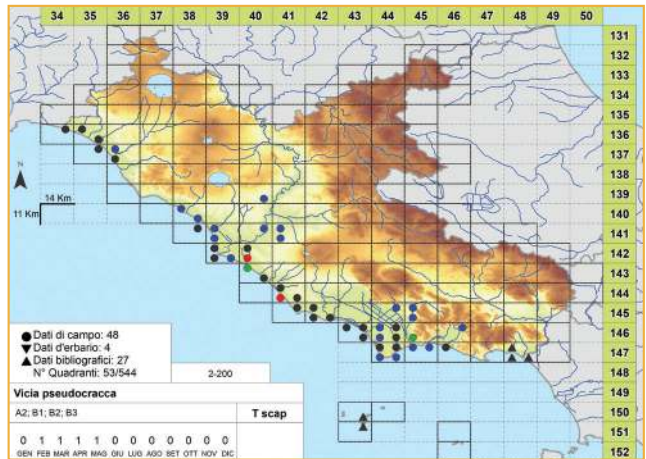 34 35 36 37 38 39 40 41 42 43 44 45 46 47 48 49 50
131
132
133
134
135
136
137
138
N
139
14 Km
140
11 Km
141
142
143
144
145
Dati di campo: 48
146
Dati d'erbario: 4
Dati bibliografici: 27
147
N° Quadranti: 53/544 2-200
148
Vicia pseudocracca
149
A2; B1; B2; B3 T scap
150
0 1 1 1 1 0 0 0 0 0 0 0
151
GEN FEB MAR APR MAG GIU LUG AGO SET OTT NOV DIC
152